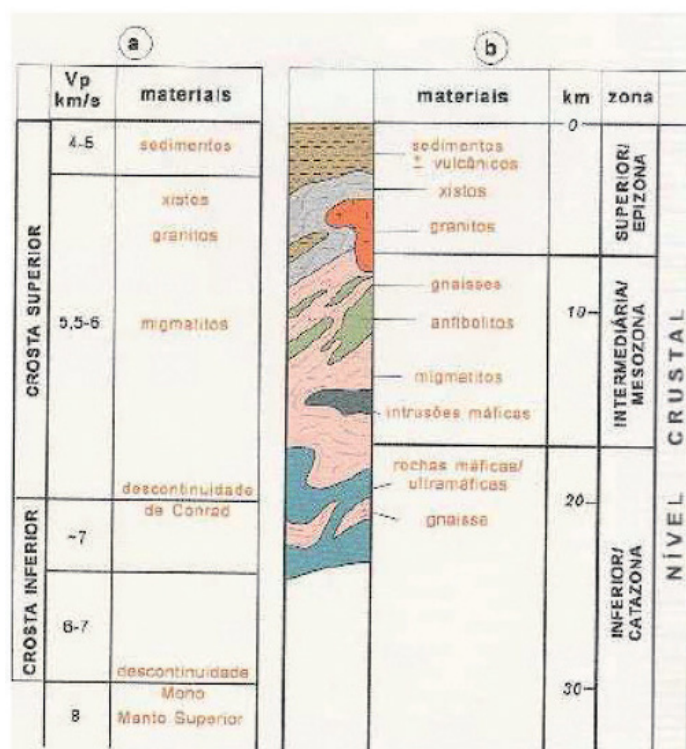 a
b
Vp
km/s
materiais
materiais
km
zona
CROSTA SUPERIOR
4-5
sedimentos
xistos
granitos
5,5-6
migmatitos
descontinuidade
de Conrad
CROSTA INFERIOR
~7
6-7
descontinuidade
Mono
8
Manto Superior
sedimentos
± vulcânicos
xistos
granitos
gnaisses
anfibolitos
migmatitos
intrusões máficas
rochas máficas/
ultramáficas
gnaisse
0
10
20
30
SUPERIOR/
EPIZONA
INTERMEDIÁRIA/
MESOZONA
INFERIOR/
CATAZONA
NÍVEL CRUSTAL